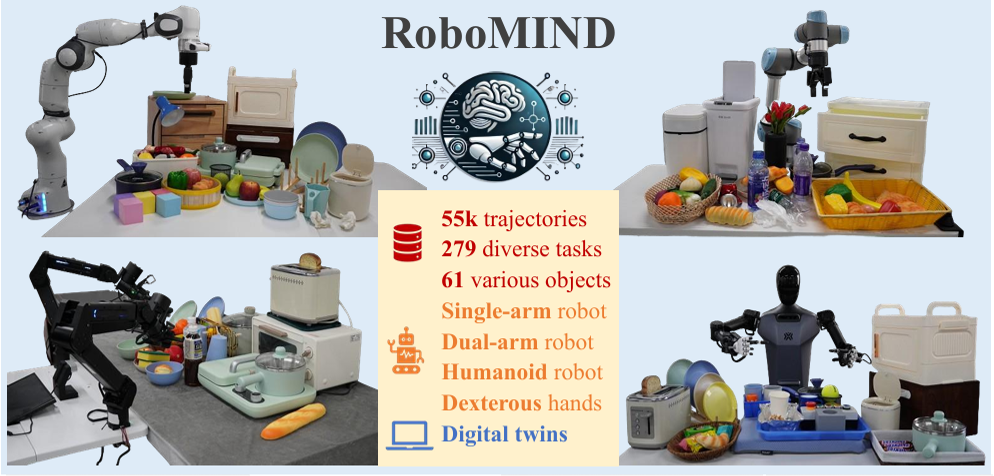 RoboMIND
55k trajectories
279 diverse tasks
61 various objects
Single-arm robot
Dual-arm robot
Humanoid robot
Dexterous hands
Digital twins